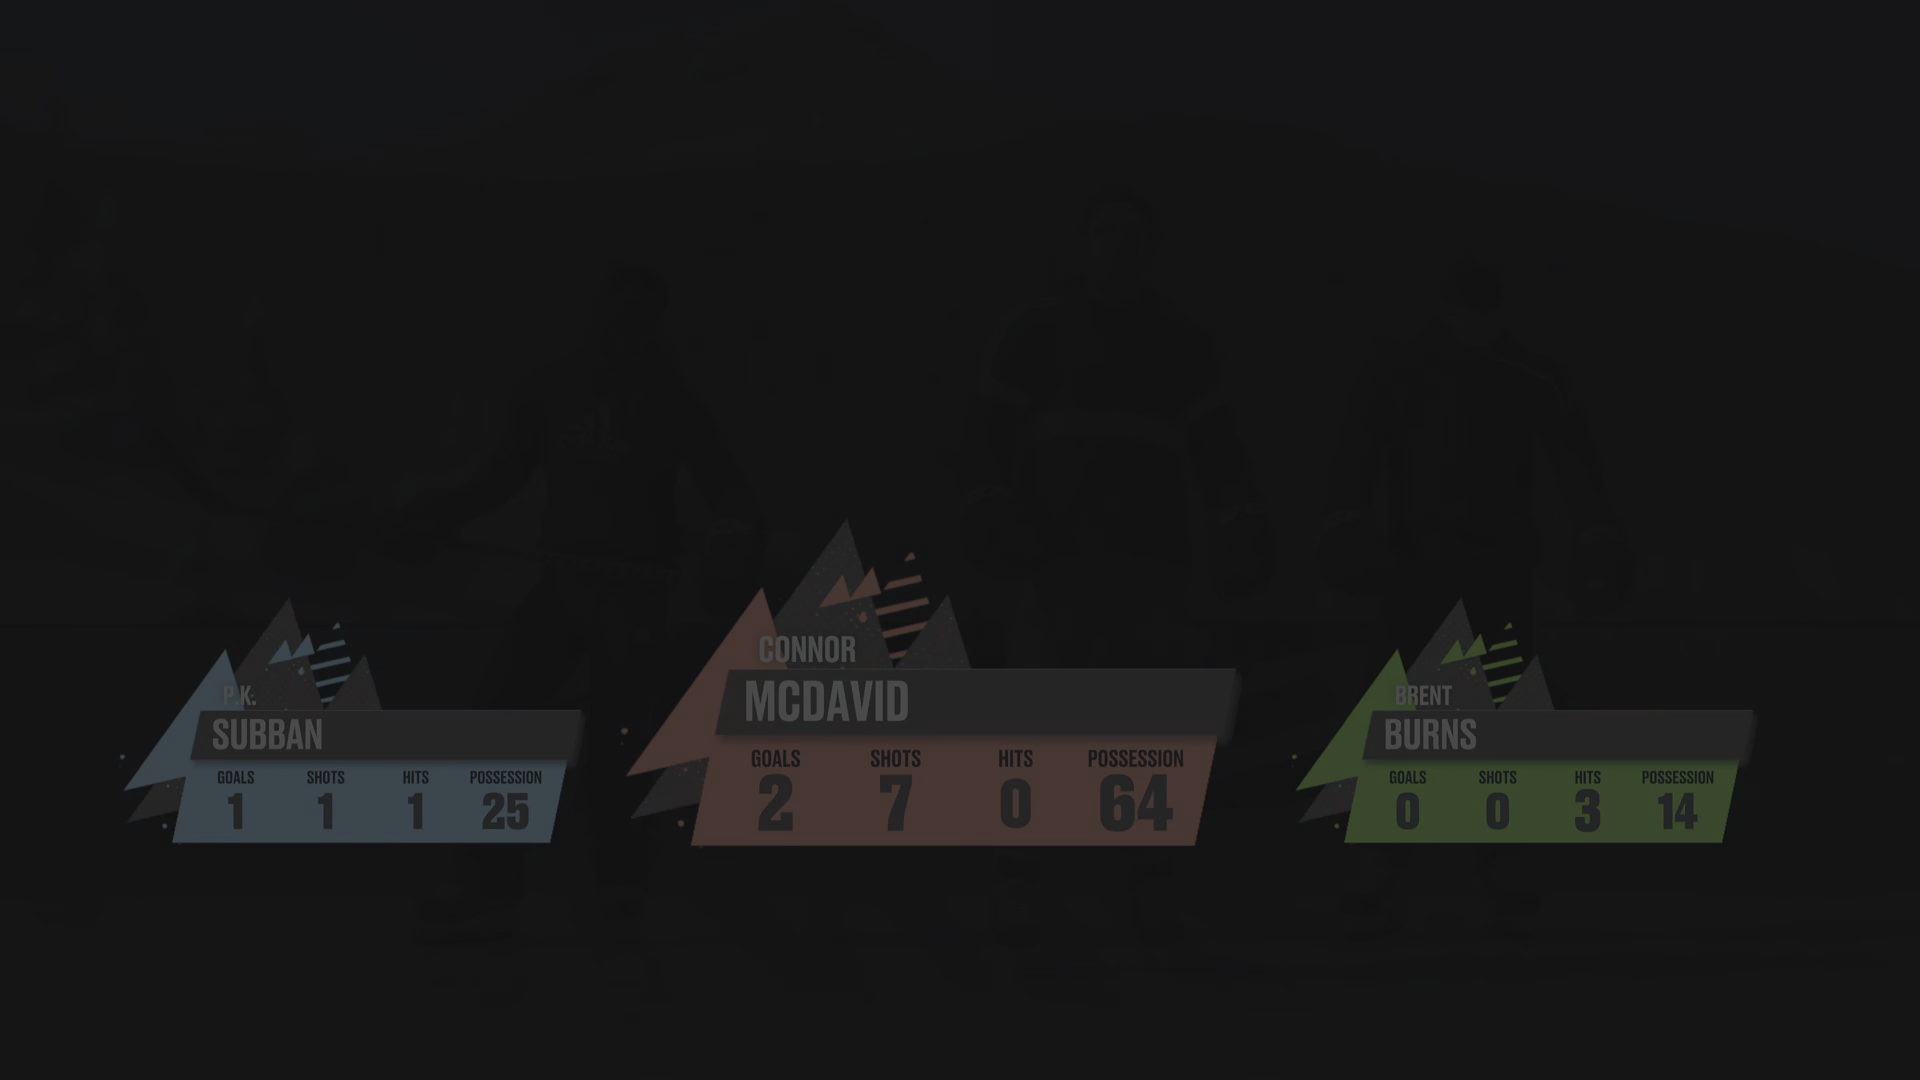 P.K.
SUBBAN
GOALS SHOTS HITS POSSESSION
1 1 1 25
CONNOR
MCDAVID
GOALS SHOTS HITS POSSESSION
2 7 0 64
BRENT
BURNS
GOALS SHOTS HITS POSSESSION
0 0 3 14